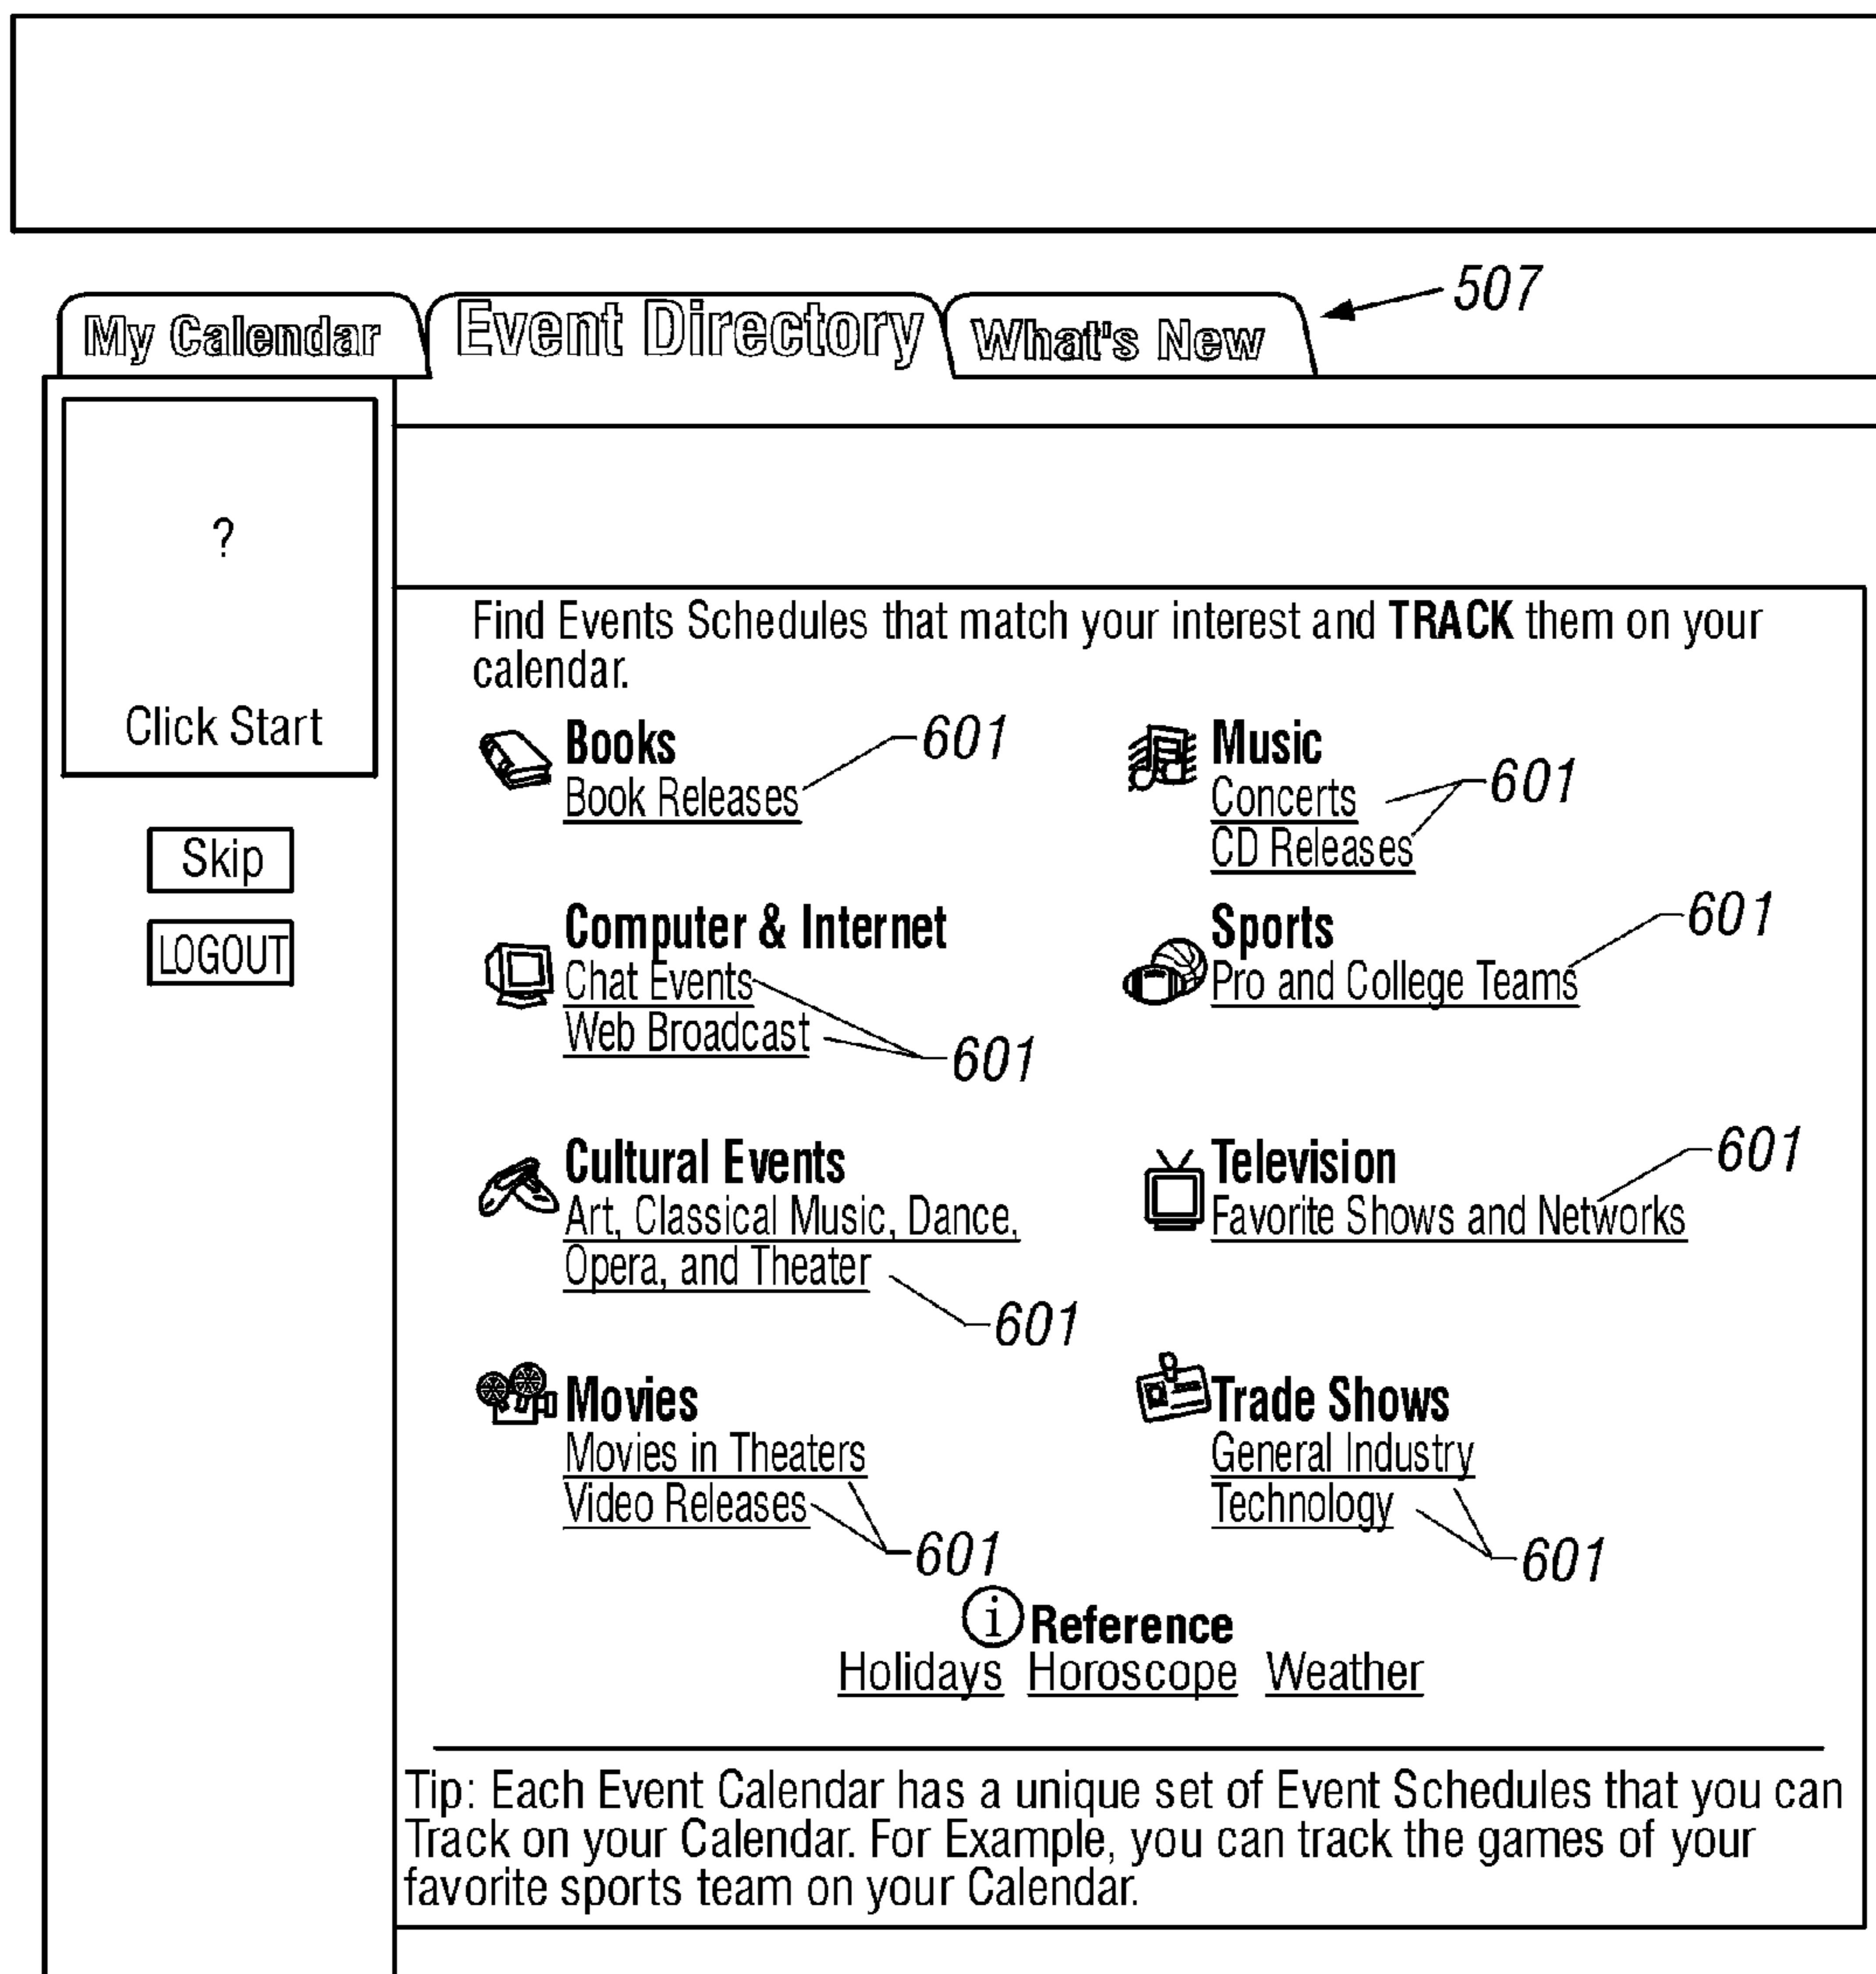 507
My Calendar Event Directory What's New
?
Click Start
Skip
LOGOUT
Find Events Schedules that match your interest and TRACK them on your
calendar.
Books 601
Book Releases
Music
Concerts 601
CD Releases
Computer & Internet
Chat Events
Web Broadcast
601
Sports 601
Pro and College Teams
Cultural Events
Art, Classical Music, Dance,
Opera, and Theater
601
Television 601
Favorite Shows and Networks
Movies
Movies in Theaters
Video Releases
601
Trade Shows
General Industry
Technology
601
i Reference
Holidays Horoscope Weather
Tip: Each Event Calendar has a unique set of Event Schedules that you can
Track on your Calendar. For Example, you can track the games of your
favorite sports team on your Calendar.